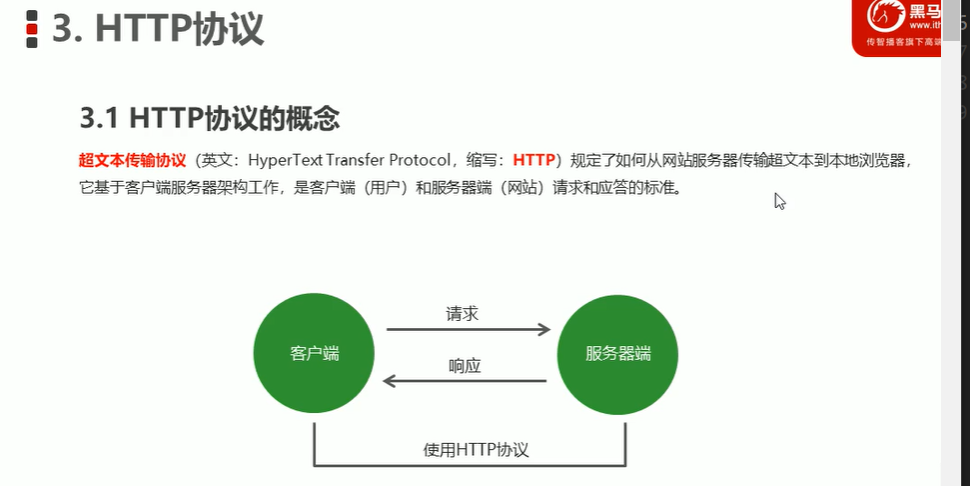 3. HTTP协议
黑马
www.ith
传智播客旗下高端
3.1 HTTP协议的概念
超文本传输协议（英文：HyperText Transfer Protocol，缩写：HTTP）规定了如何从网站服务器传输超文本到本地浏览器，
它基于客户端服务器架构工作，是客户端（用户）和服务器端（网站）请求和应答的标准。
请求
客户端
服务器端
响应
使用HTTP协议